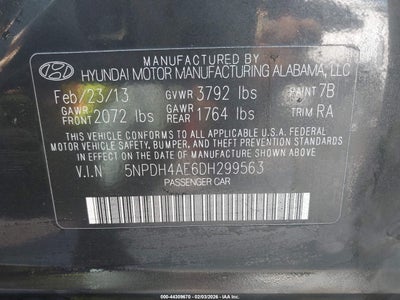 MANUFACTURED BY
HYUNDAI MOTOR MANUFACTURING ALABAMA, LLC
Feb/23/13 GVWR 3792 lbs PAINT 7B
GAWR FRONT 2072 lbs GAWR REAR 1764 lbs TRIM RA
THIS VEHICLE CONFORMS TO ALL APPLICABLE U.S.A. FEDERAL
MOTOR VEHICLE SAFETY, BUMPER, AND THEFT PREVENTION STANDARDS
IN EFFECT ON THE DATE OF MANUFACTURE SHOWN ABOVE.
V.I.N 5NPDH4AE6DH299563
PASSENGER CAR
000-44309670 - 02/03/2026 -